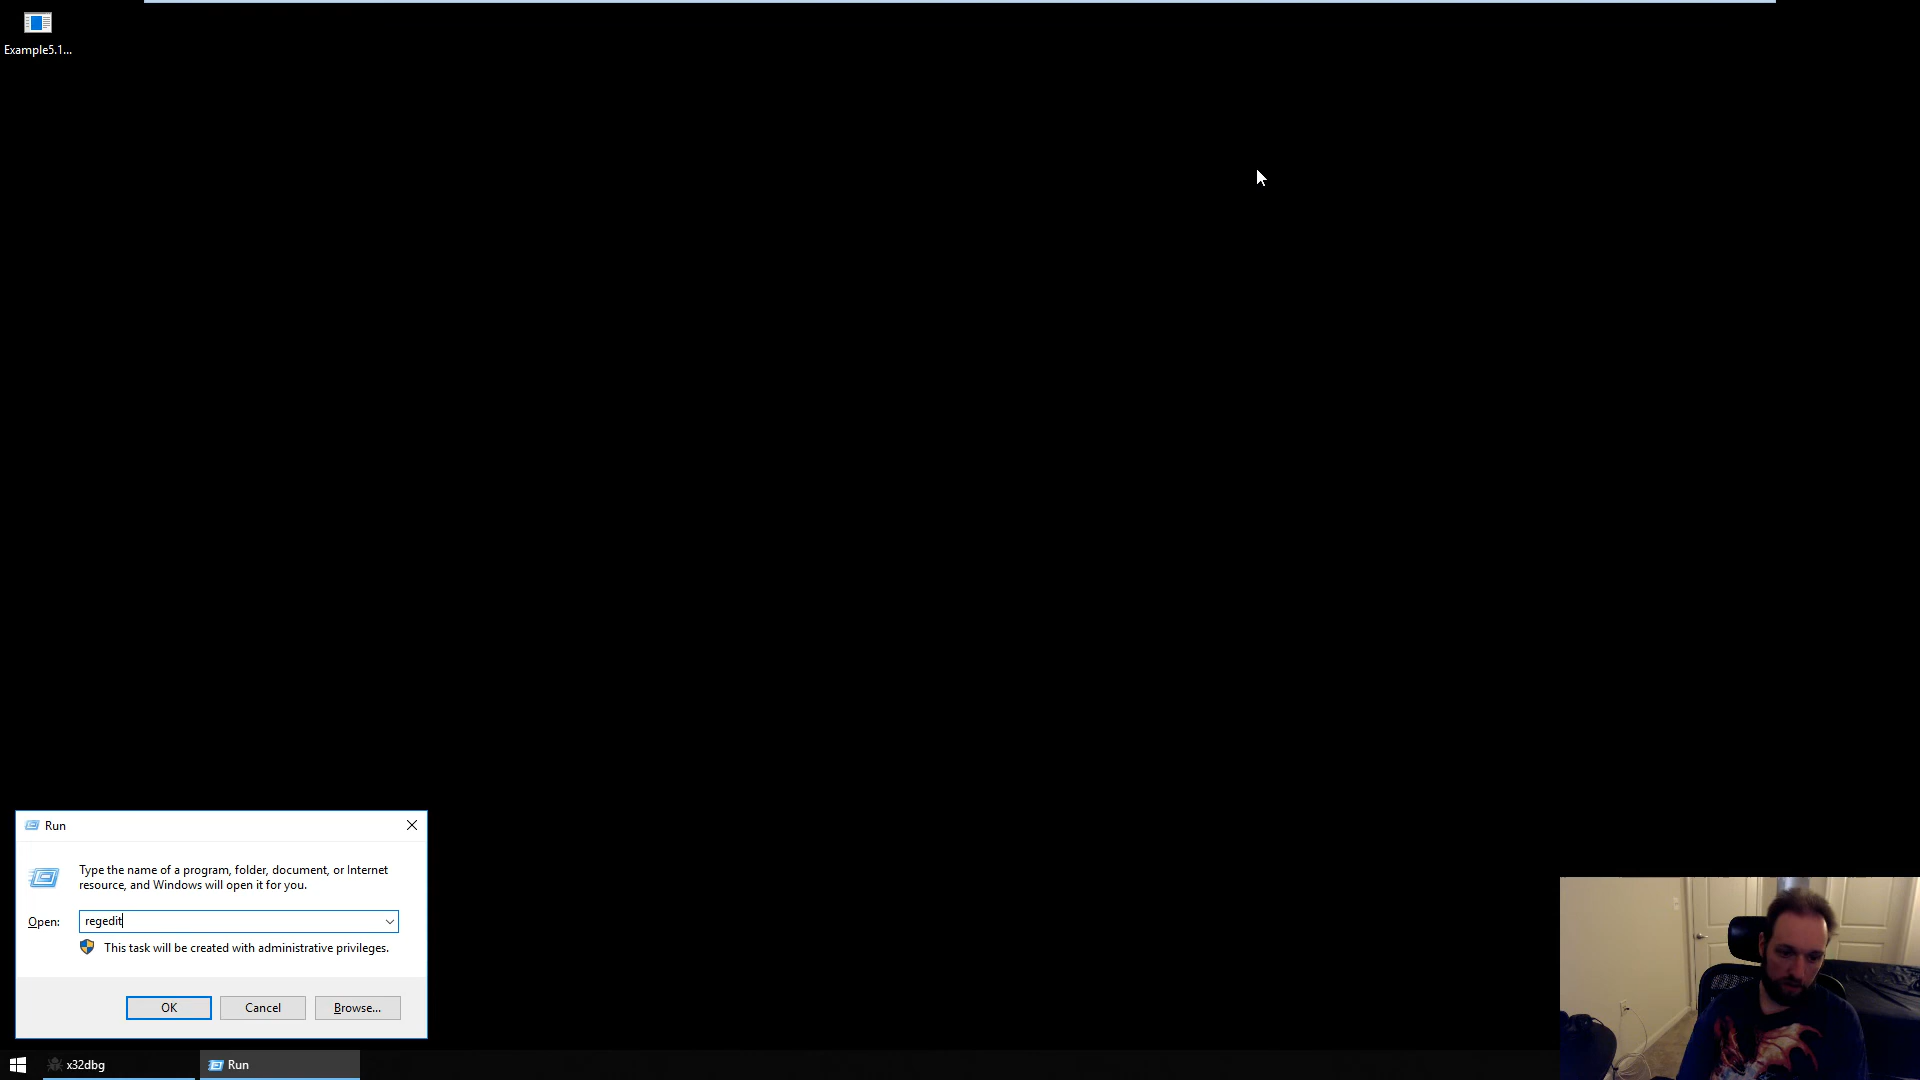 Example5.1...
Run
Type the name of a program, folder, document, or Internet
resource, and Windows will open it for you.
Open:
regedit
This task will be created with administrative privileges.
OK
Cancel
Browse...
x32dbg
Run